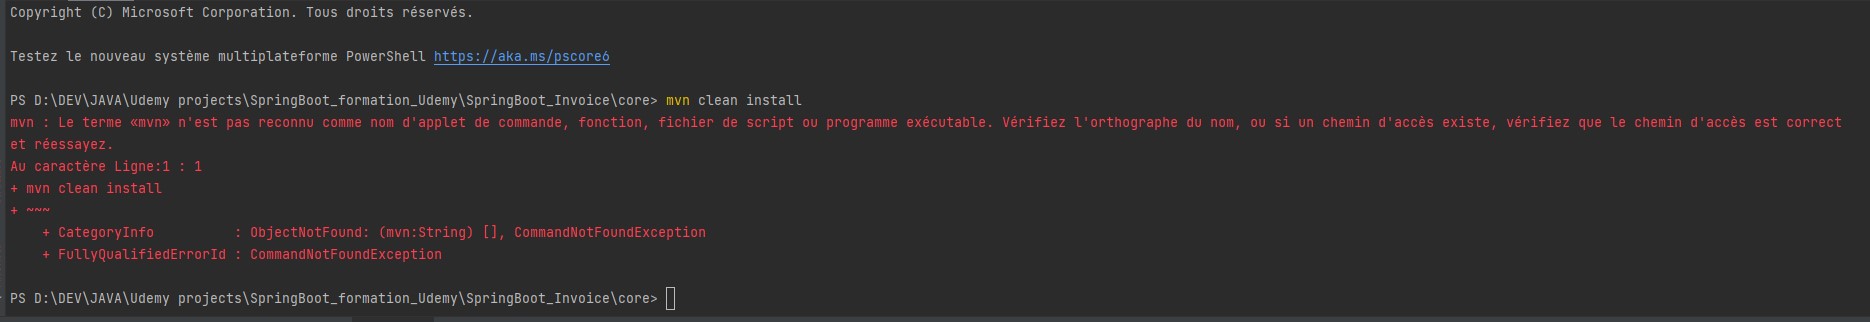 Copyright (C) Microsoft Corporation. Tous droits réservés.
Testez le nouveau système multiplateforme PowerShell https://aka.ms/pscore6
PS D:\DEV\JAVA\Udemy projects\SpringBoot_formation_Udemy\SpringBoot_Invoice\core> mvn clean install
mvn : Le terme «mvn» n'est pas reconnu comme nom d'applet de commande, fonction, fichier de script ou programme exécutable. Vérifiez l'orthographe du nom, ou si un chemin d'accès existe, vérifiez que le chemin d'accès est correct
et réessayez.
Au caractère Ligne:1 : 1
+ mvn clean install
+ ~~~
    + CategoryInfo          : ObjectNotFound: (mvn:String) [], CommandNotFoundException
    + FullyQualifiedErrorId : CommandNotFoundException
PS D:\DEV\JAVA\Udemy projects\SpringBoot_formation_Udemy\SpringBoot_Invoice\core>